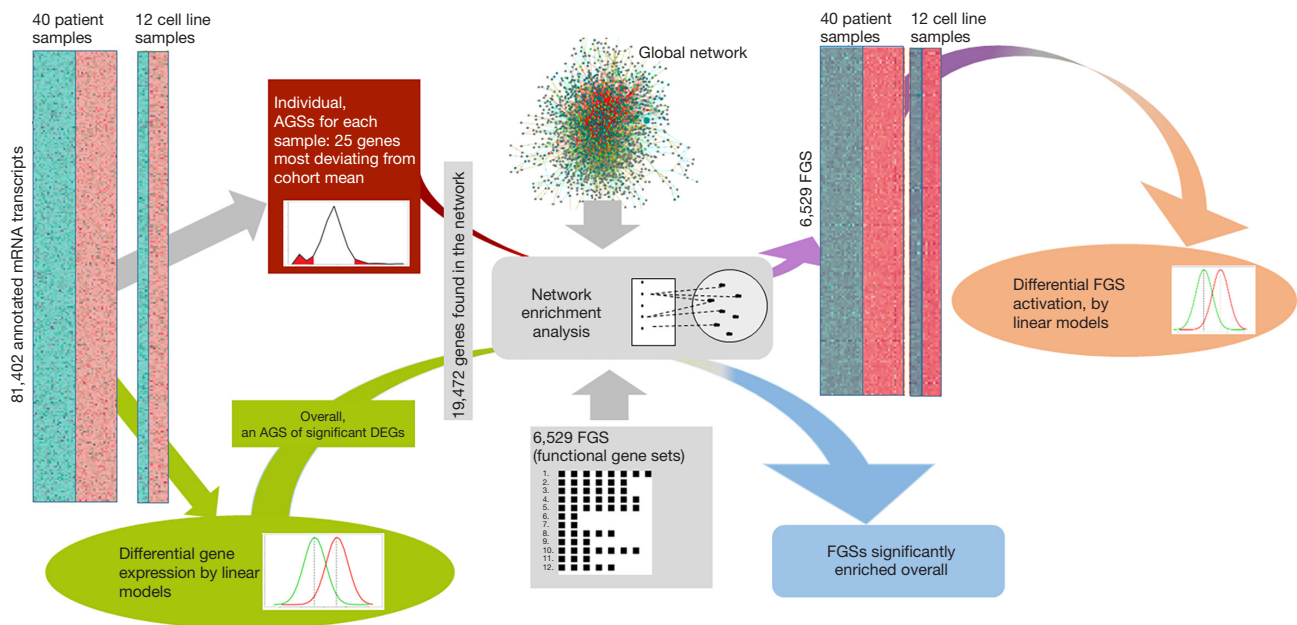 40 patient
samples
12 cell line
samples
81,402 annotated mRNA transcripts
Individual,
AGSs for each
sample: 25 genes
most deviating from
cohort mean
19,472 genes found in the network
Global network
Network
enrichment
analysis
Overall,
an AGS of significant DEGs
Differential gene
expression by linear
models
6,529 FGS
(functional gene sets)
1.
2.
3.
4.
5.
6.
7.
8.
9.
10.
11.
12.
40 patient
samples
12 cell line
samples
6,529 FGS
Differential FGS
activation, by
linear models
FGSs significantly
enriched overall